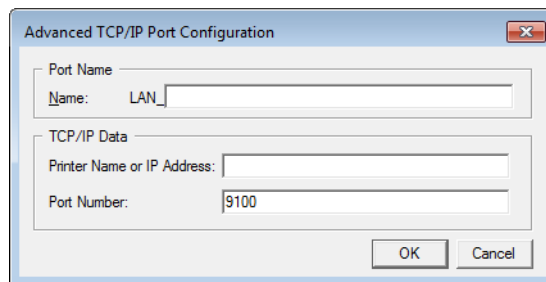 Advanced TCP/IP Port Configuration
Port Name
Name: LAN_
TCP/IP Data
Printer Name or IP Address:
Port Number: 9100
OK Cancel